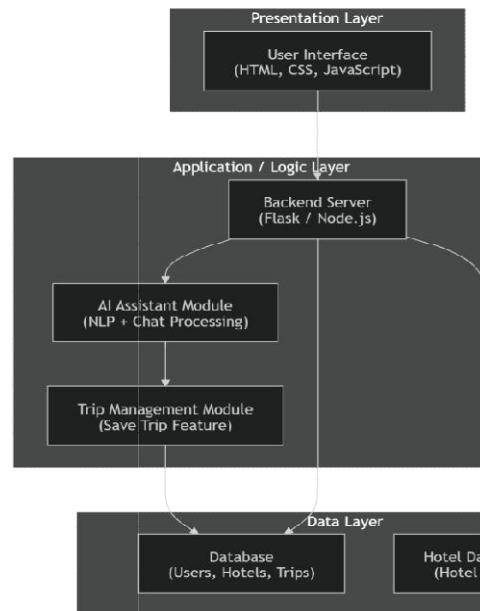 Presentation Layer
User Interface
(HTML, CSS, JavaScript)
Application / Logic Layer
Backend Server
(Flask / Node.js)
AI Assistant Module
(NLP + Chat Processing)
Trip Management Module
(Save Trip Feature)
Data Layer
Database
(Users, Hotels, Trips)
Hotel Da
(Hotel